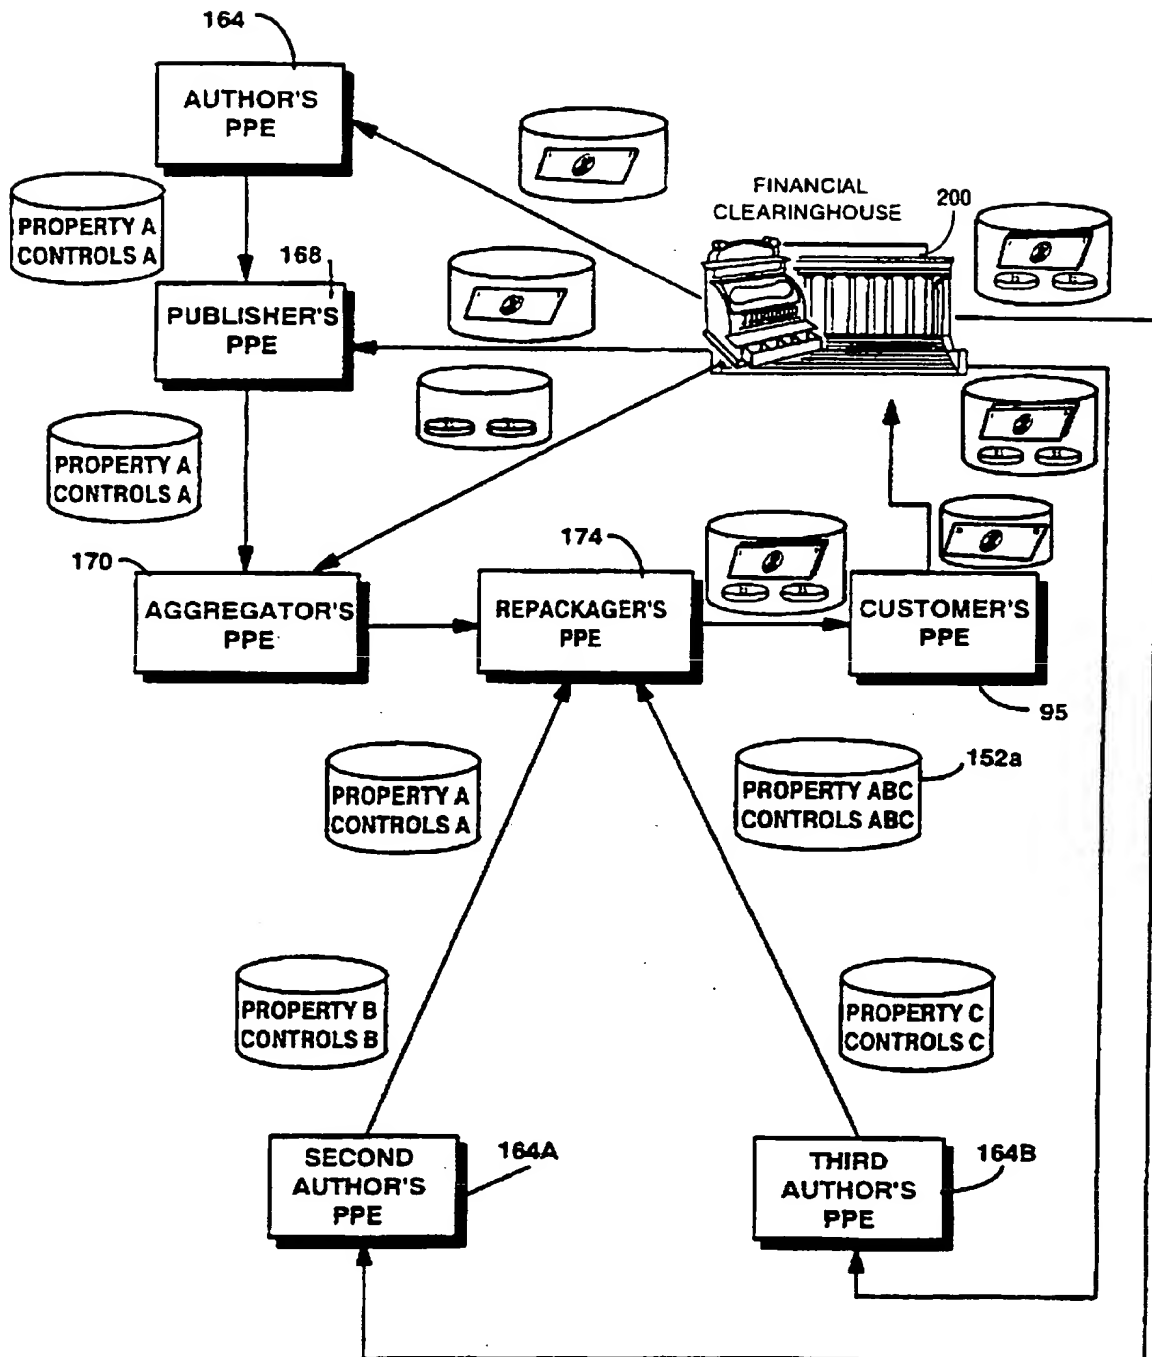 164
AUTHOR'S
PPE
PROPERTY A
CONTROLS A
FINANCIAL
CLEARINGHOUSE
200
168
PUBLISHER'S
PPE
PROPERTY A
CONTROLS A
170
AGGREGATOR'S
PPE
174
REPACKAGER'S
PPE
CUSTOMER'S
PPE
95
PROPERTY A
CONTROLS A
PROPERTY ABC
CONTROLS ABC
152a
PROPERTY B
CONTROLS B
PROPERTY C
CONTROLS C
SECOND
AUTHOR'S
PPE
164A
THIRD
AUTHOR'S
PPE
164B